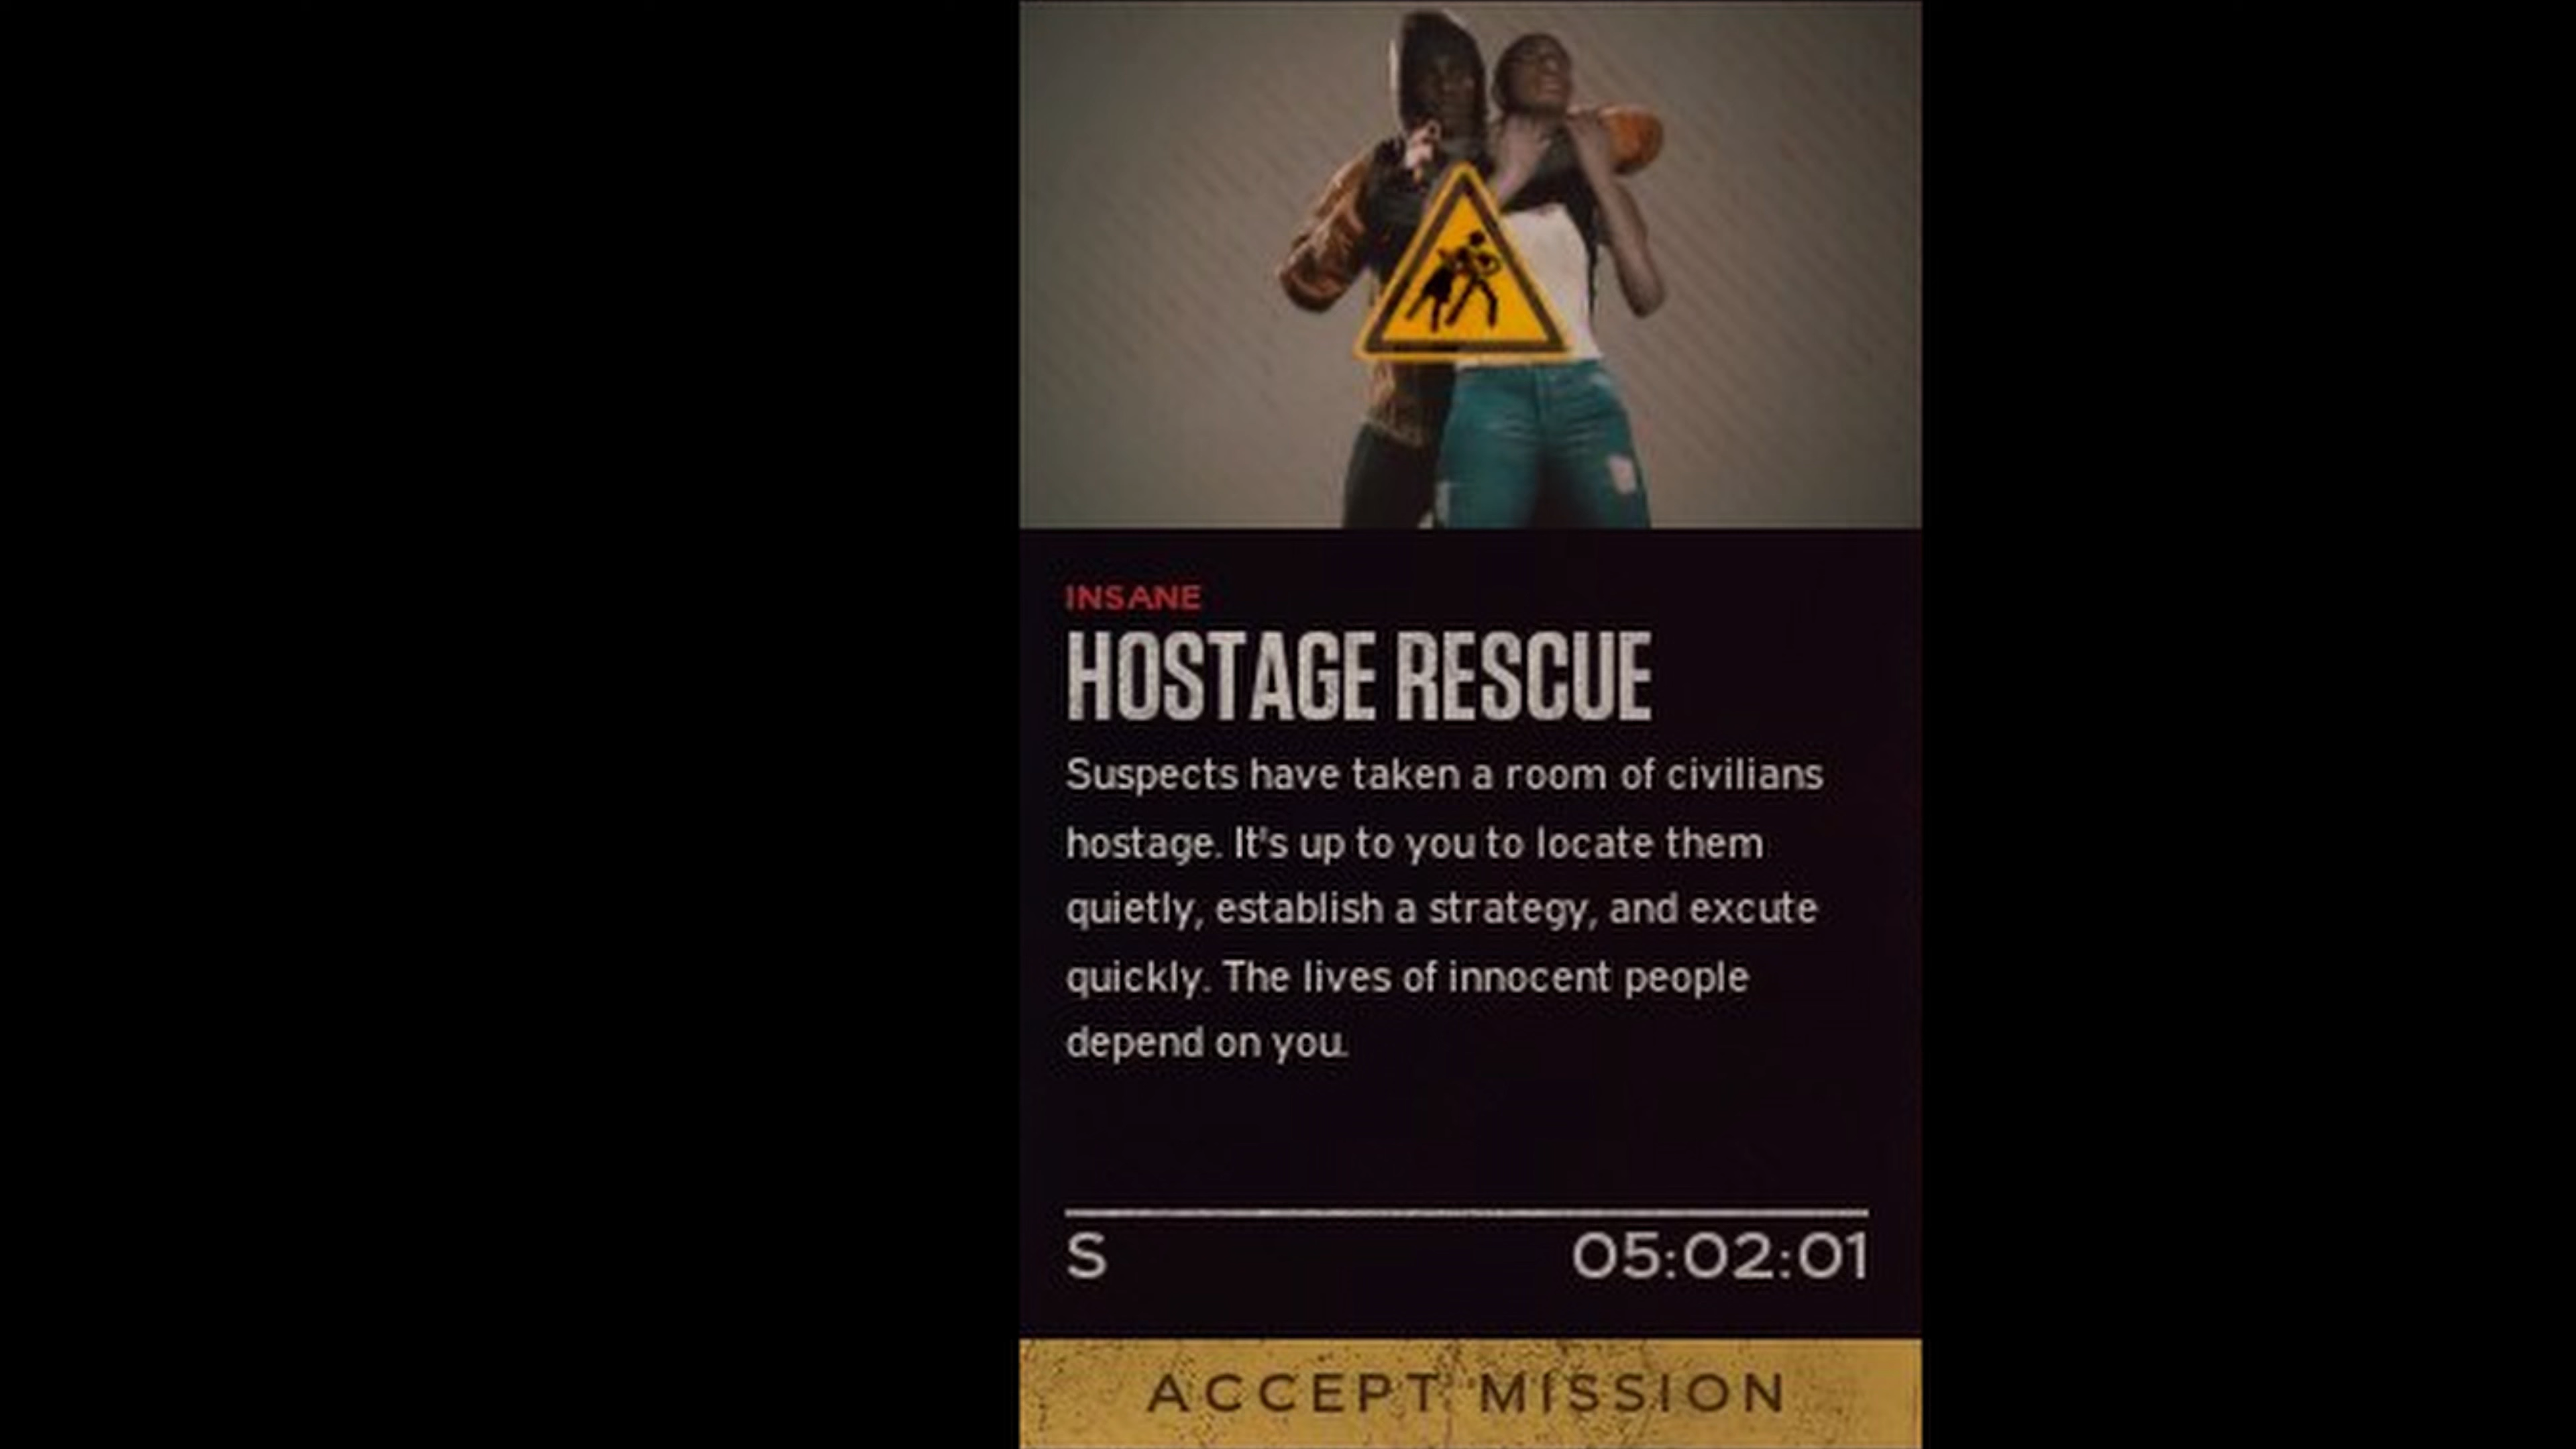 INSANE
HOSTAGE RESCUE
Suspects have taken a room of civilians
hostage. It's up to you to locate them
quietly, establish a strategy, and excute
quickly. The lives of innocent people
depend on you.
S 05:02:01
ACCEPT MISSION